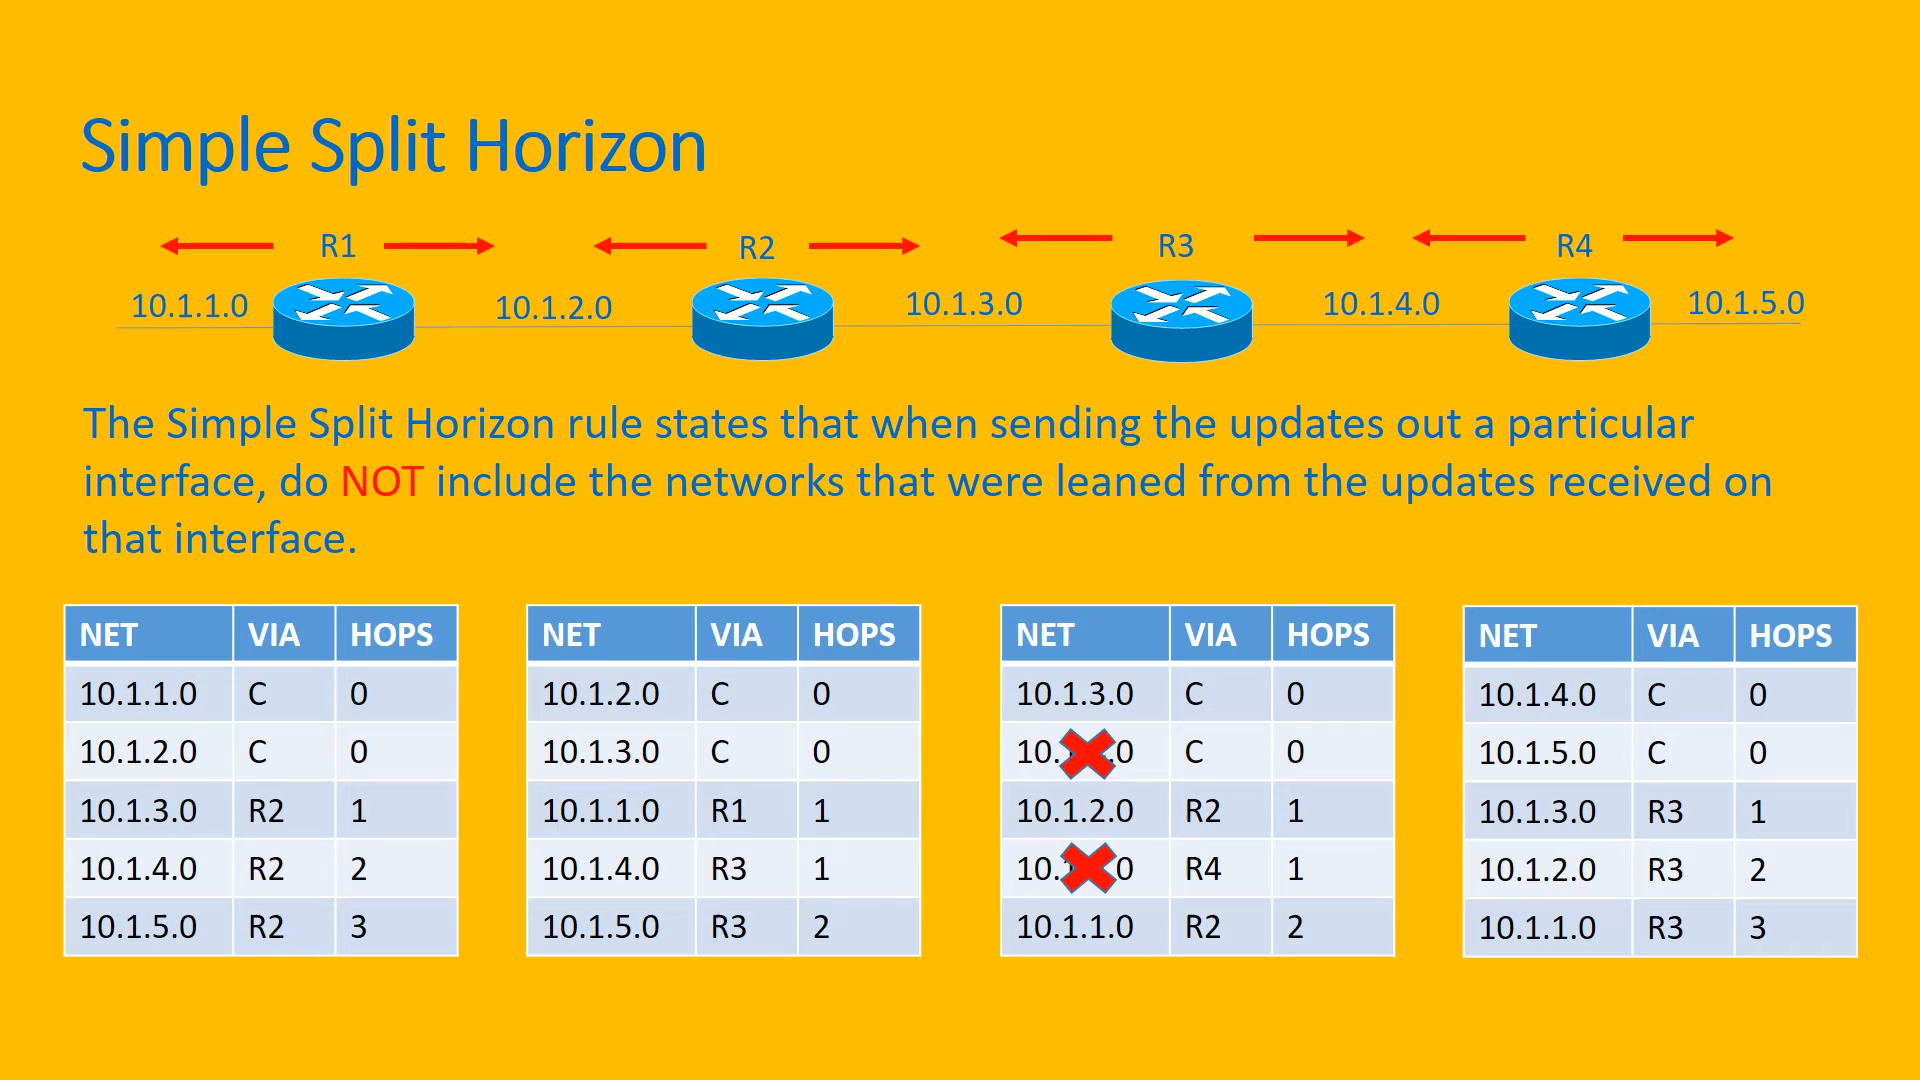 Simple Split Horizon
R1 R2 R3 R4
10.1.1.0 10.1.2.0 10.1.3.0 10.1.4.0 10.1.5.0
The Simple Split Horizon rule states that when sending the updates out a particular
interface, do NOT include the networks that were leaned from the updates received on
that interface.
NET VIA HOPS
10.1.1.0 C 0
10.1.2.0 C 0
10.1.3.0 R2 1
10.1.4.0 R2 2
10.1.5.0 R2 3
NET VIA HOPS
10.1.2.0 C 0
10.1.3.0 C 0
10.1.1.0 R1 1
10.1.4.0 R3 1
10.1.5.0 R3 2
NET VIA HOPS
10.1.3.0 C 0
C 0
10.1.2.0 R2 1
R4 1
10.1.1.0 R2 2
NET VIA HOPS
10.1.4.0 C 0
10.1.5.0 C 0
10.1.3.0 R3 1
10.1.2.0 R3 2
10.1.1.0 R3 3